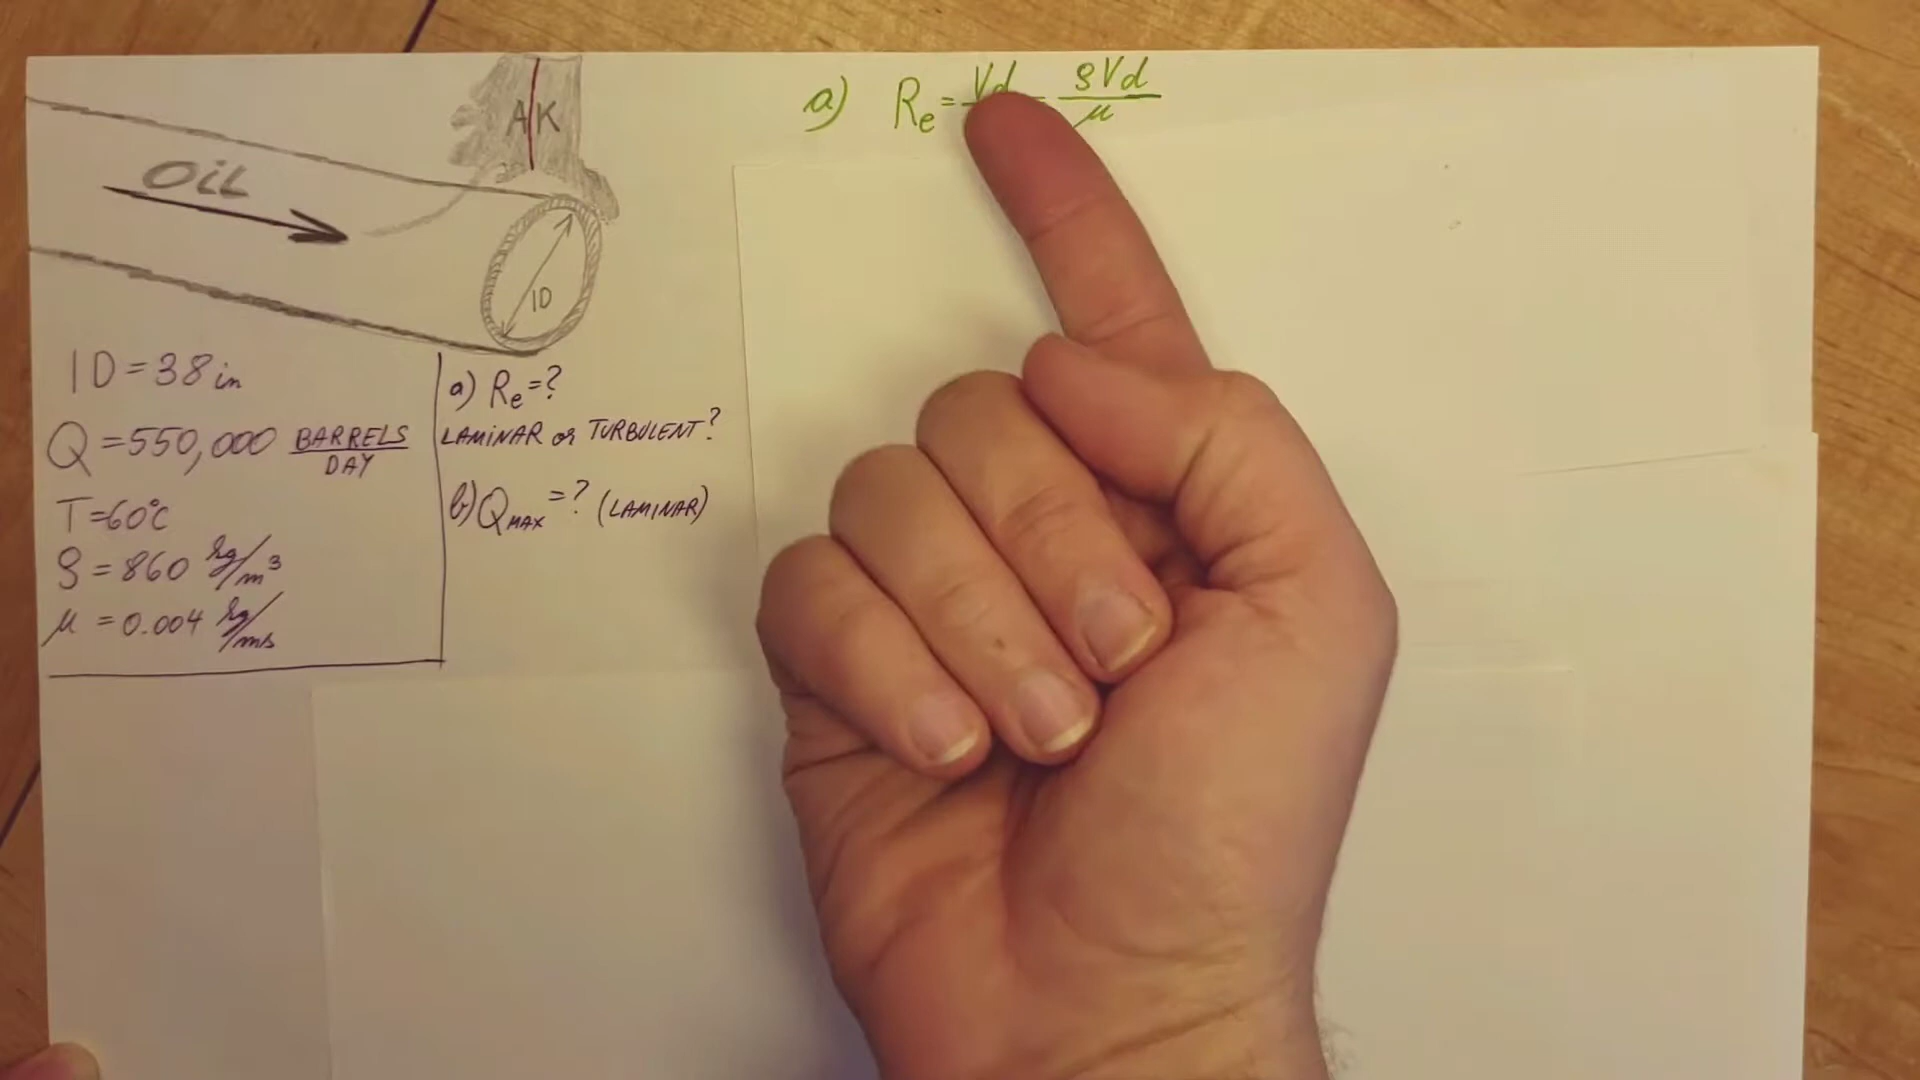 A K
OIL
ID
ID = 38 in
Q = 550,000 BARRELS/DAY
T = 60°C
ρ = 860 kg/m³
μ = 0.004 kg/ms
a) Re = ?
LAMINAR or TURBULENT?
b) QMAX = ? (LAMINAR)
a) Re = Vd = ρVd/μ